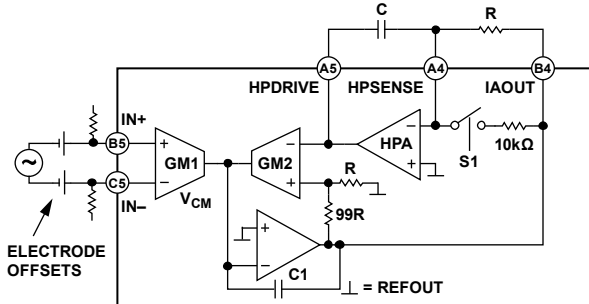 C
R
A5
A4
B4
HPDRIVE
HPSENSE
IAOUT
IN+
B5
+
GM1
–
C5
IN–
VCM
–
GM2
+
–
HPA
+
S1
10kΩ
R
99R
+
–
C1
= REFOUT
ELECTRODE
OFFSETS